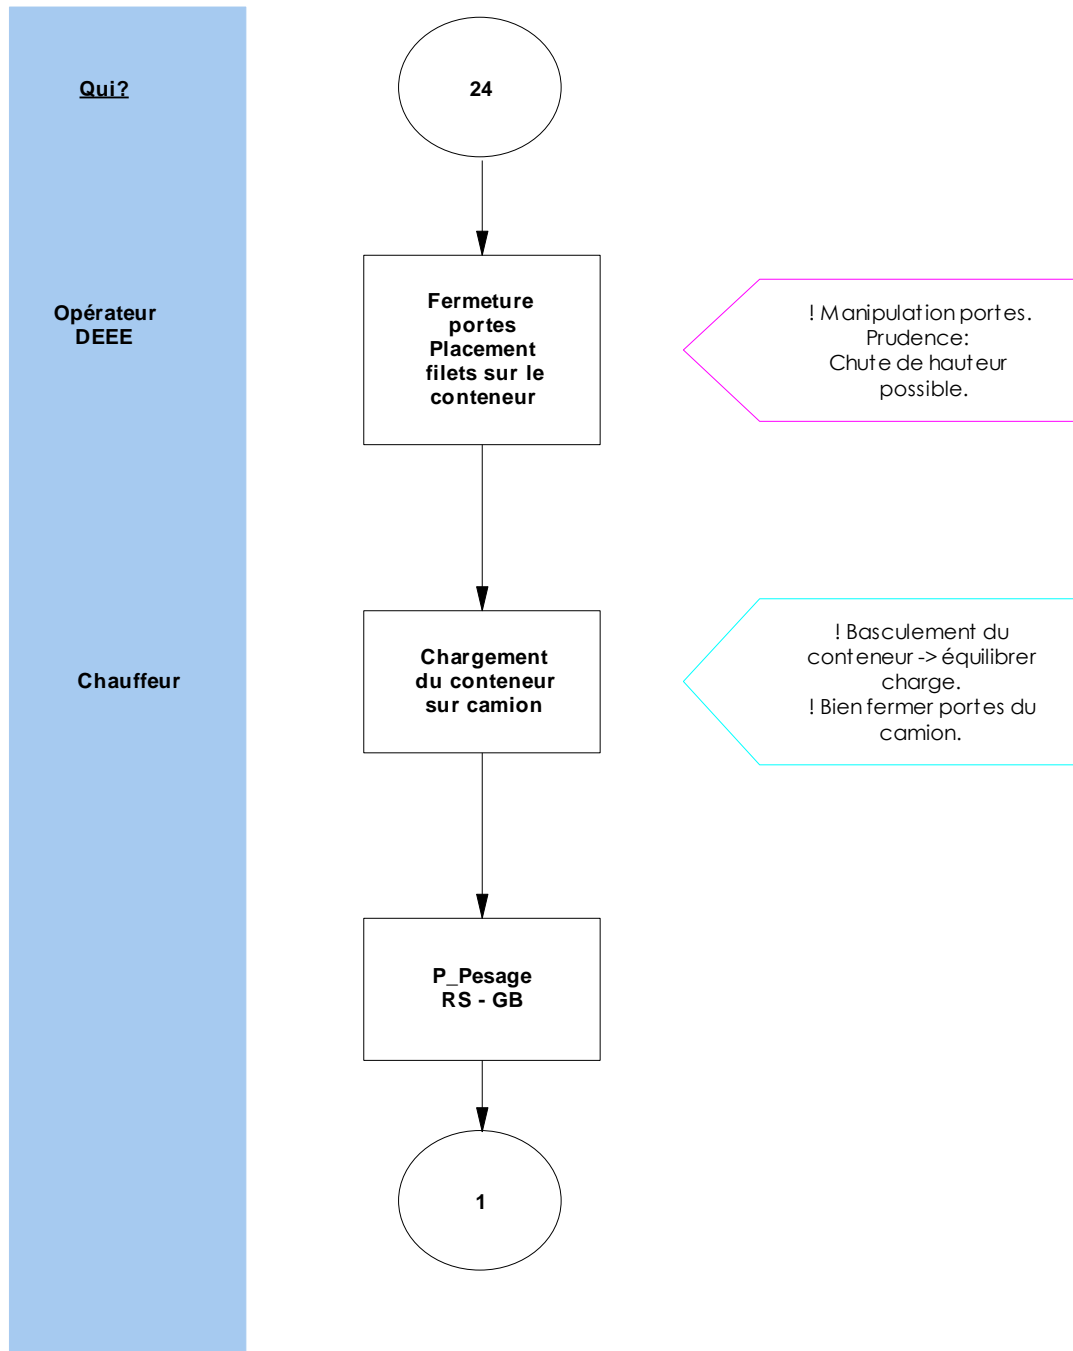 Qui?
24
Opérateur
DEEE
Fermeture
portes
Placement
filets sur le
conteneur
! Manipulation portes.
Prudence:
Chute de hauteur
possible.
Chauffeur
Chargement
du conteneur
sur camion
! Basculement du
conteneur -> équilibrer
charge.
! Bien fermer portes du
camion.
P_Pesage
RS - GB
1